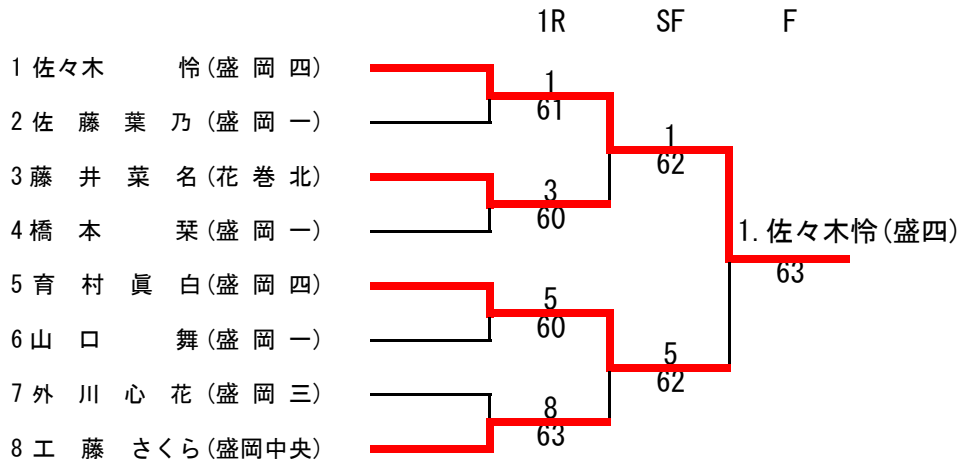 1R SF F
1 佐々木 怜 (盛岡四)
1
61
2 佐藤葉乃 (盛岡一)
1
62
3 藤井菜名 (花巻北)
3
60
4 橋本 栞 (盛岡一)
1. 佐々木怜(盛四)
63
5 育村眞白 (盛岡四)
5
60
6 山口 舞 (盛岡一)
5
62
7 外川心花 (盛岡三)
8
63
8 工藤さくら (盛岡中央)